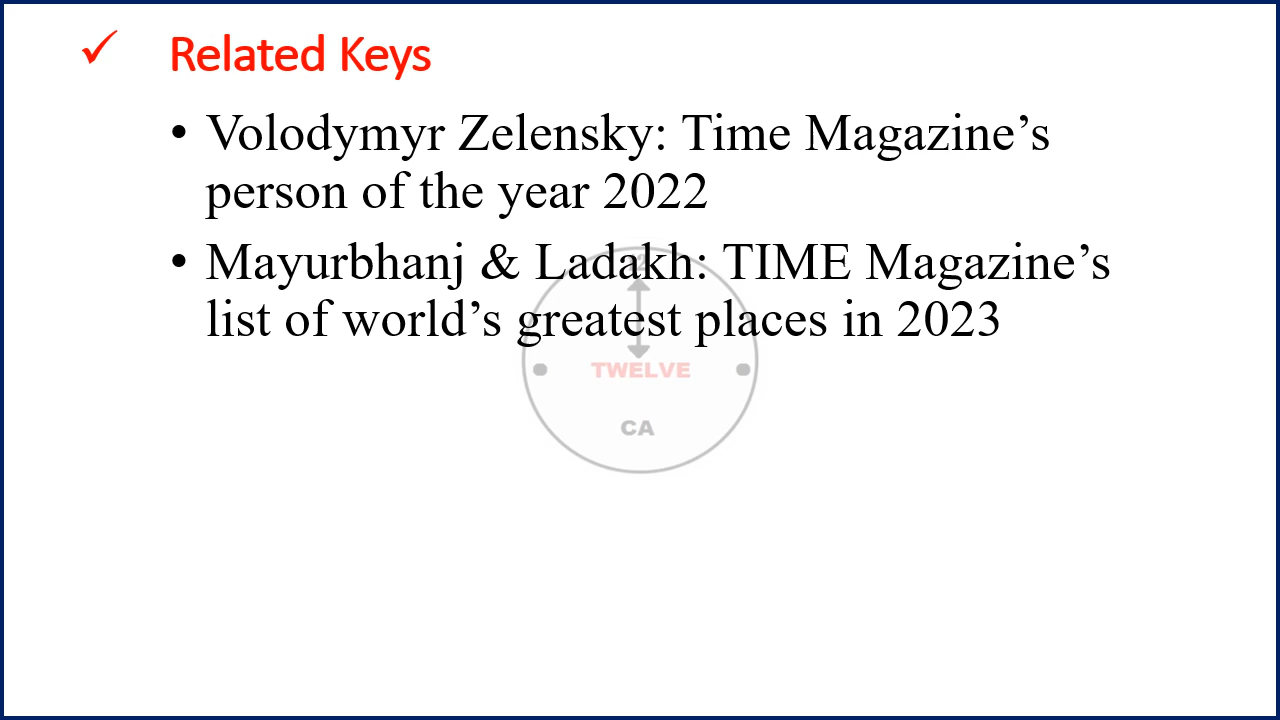 ✓ Related Keys
• Volodymyr Zelensky: Time Magazine’s
person of the year 2022
• Mayurbhanj & Ladakh: TIME Magazine’s
list of world’s greatest places in 2023
TWELVE
CA